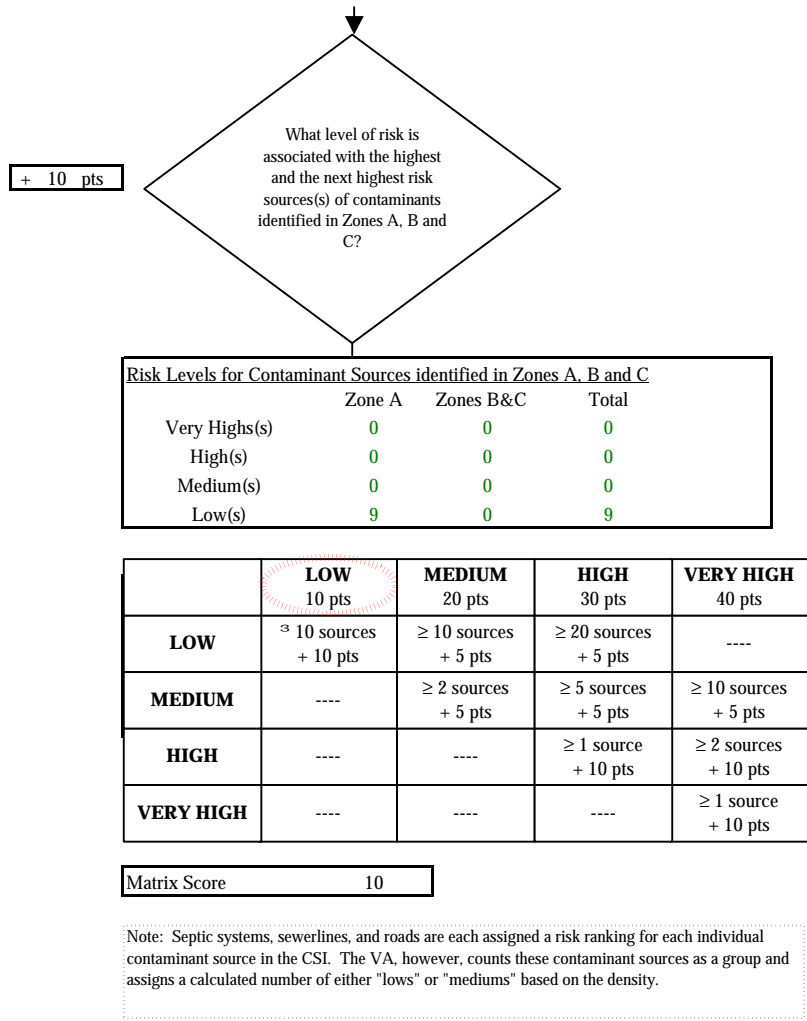 What level of risk is
associated with the highest
and the next highest risk
sources(s) of contaminants
identified in Zones A, B and
C?
+ 10 pts
Risk Levels for Contaminant Sources identified in Zones A, B and C
Zone A Zones B&C Total
Very Highs(s) 0 0 0
High(s) 0 0 0
Medium(s) 0 0 0
Low(s) 9 0 9
LOW MEDIUM HIGH VERY HIGH
10 pts 20 pts 30 pts 40 pts
LOW ³ 10 sources ≥ 10 sources ≥ 20 sources ----
+ 10 pts + 5 pts + 5 pts
MEDIUM ---- ≥ 2 sources ≥ 5 sources ≥ 10 sources
+ 5 pts + 5 pts + 5 pts
HIGH ---- ---- ≥ 1 source ≥ 2 sources
+ 10 pts + 10 pts
VERY HIGH ---- ---- ---- ≥ 1 source
+ 10 pts
Matrix Score 10
Note: Septic systems, sewerlines, and roads are each assigned a risk ranking for each individual
contaminant source in the CSI. The VA, however, counts these contaminant sources as a group and
assigns a calculated number of either "lows" or "mediums" based on the density.